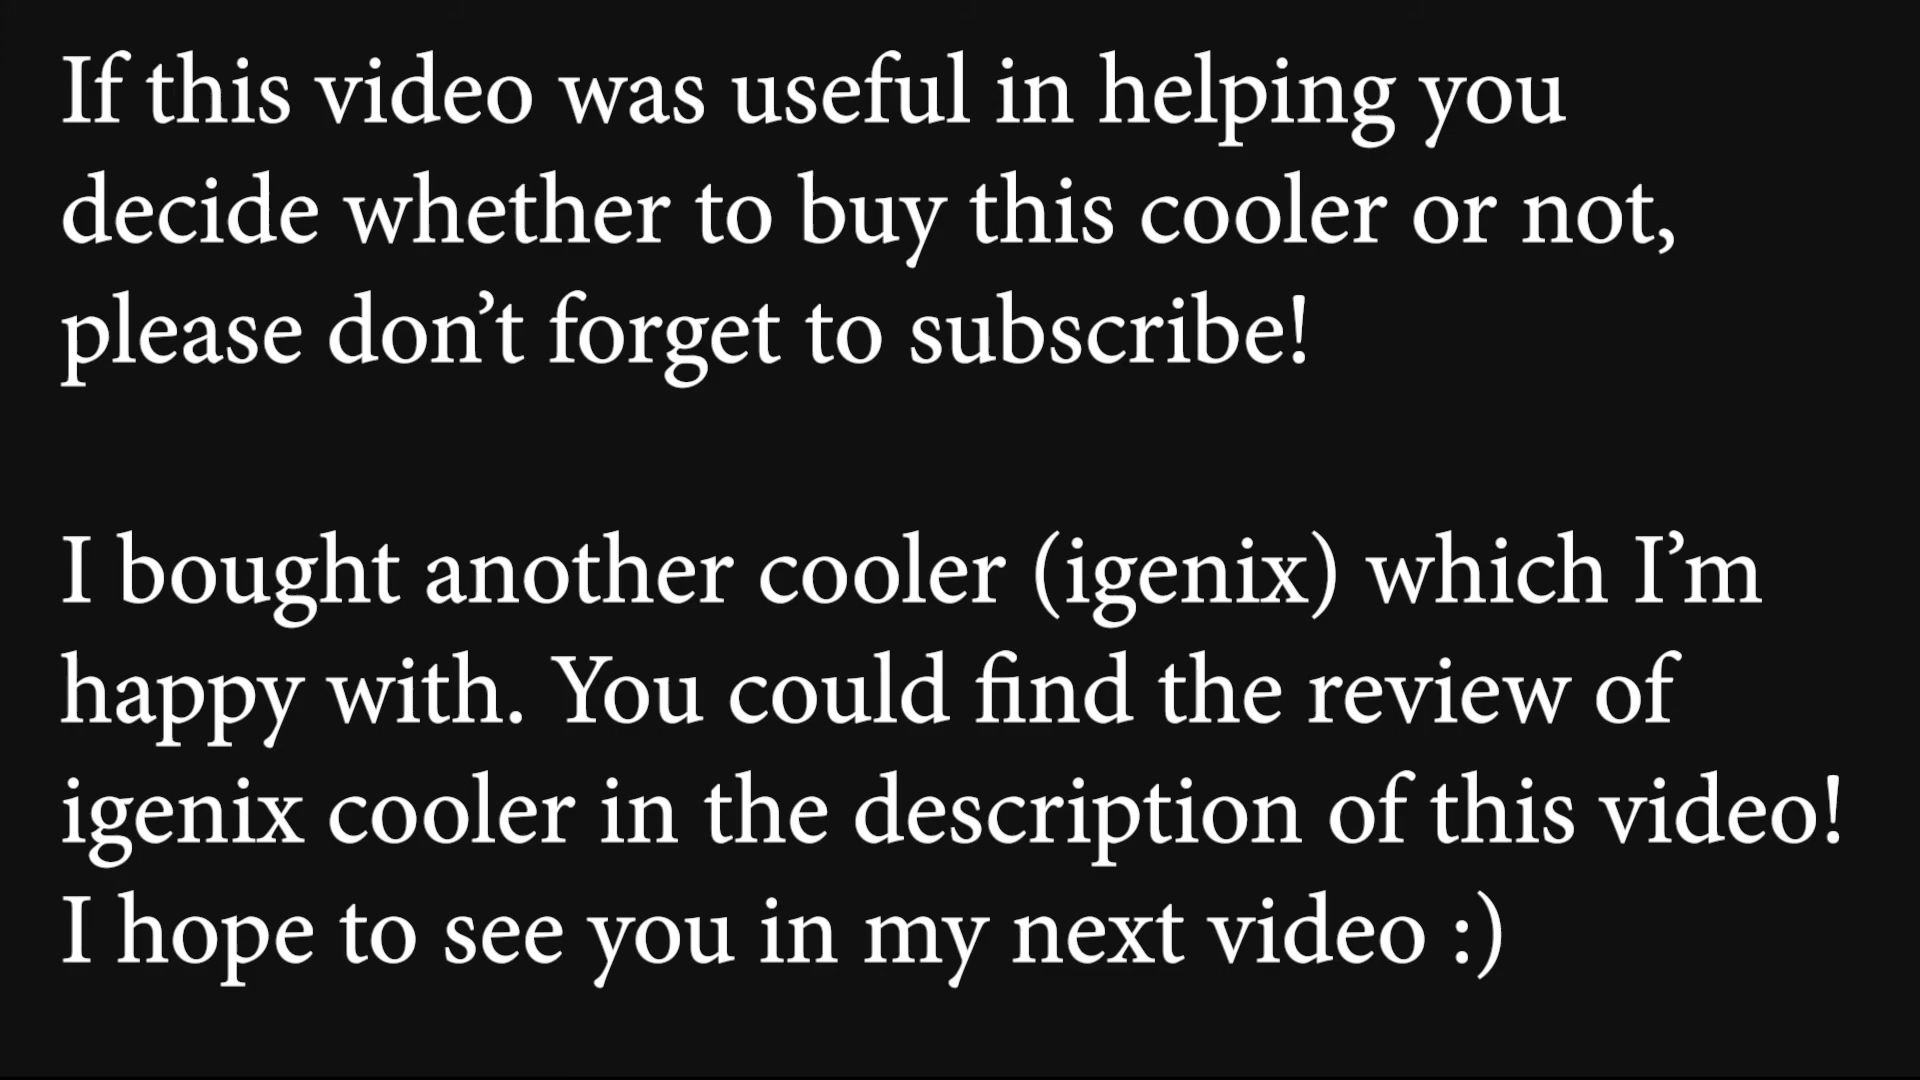 If this video was useful in helping you
decide whether to buy this cooler or not,
please don’t forget to subscribe!
I bought another cooler (igenix) which I’m
happy with. You could find the review of
igenix cooler in the description of this video!
I hope to see you in my next video :)